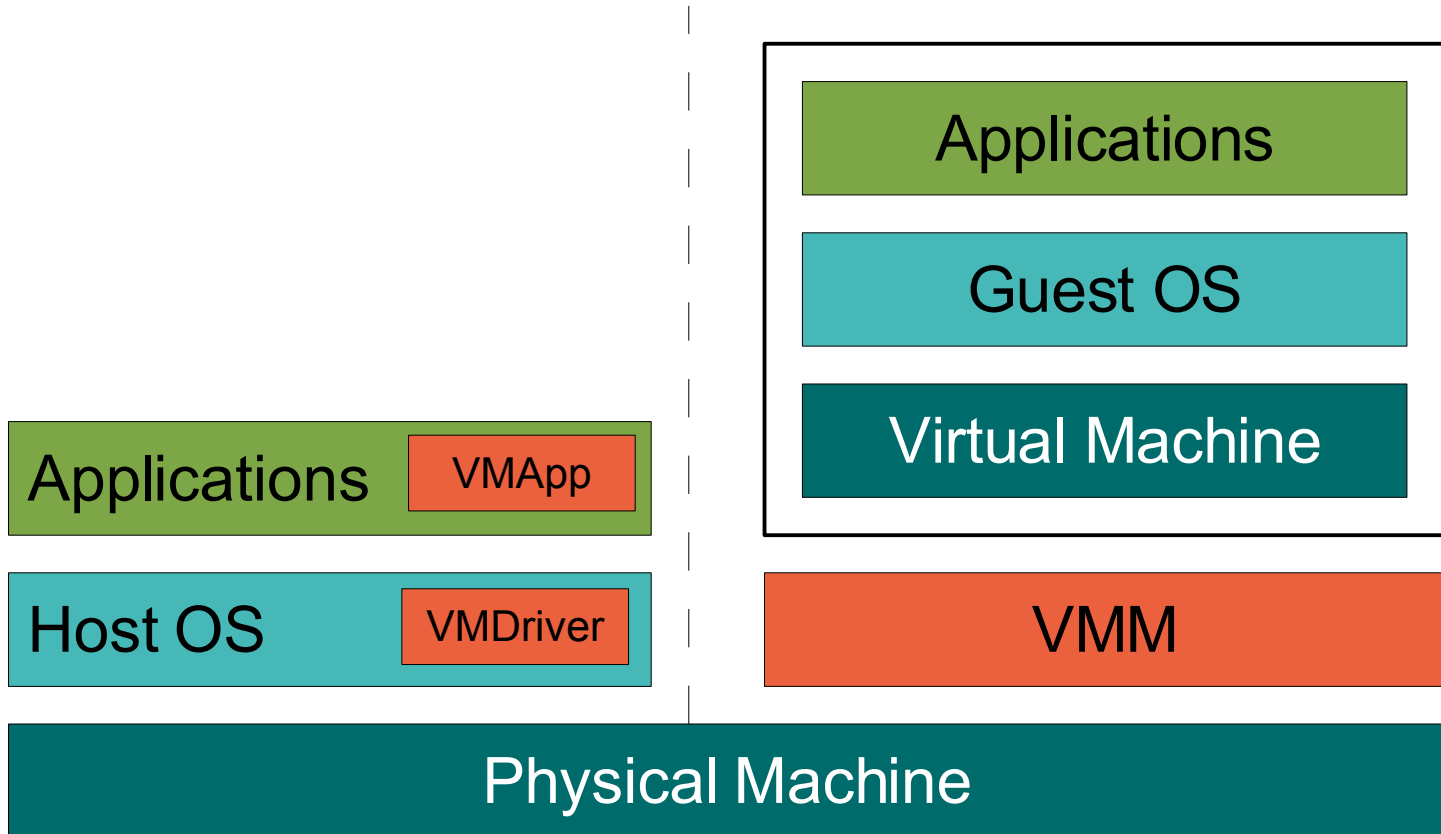 Applications
Guest OS
Virtual Machine
Applications
VMApp
Host OS
VMDriver
VMM
Physical Machine